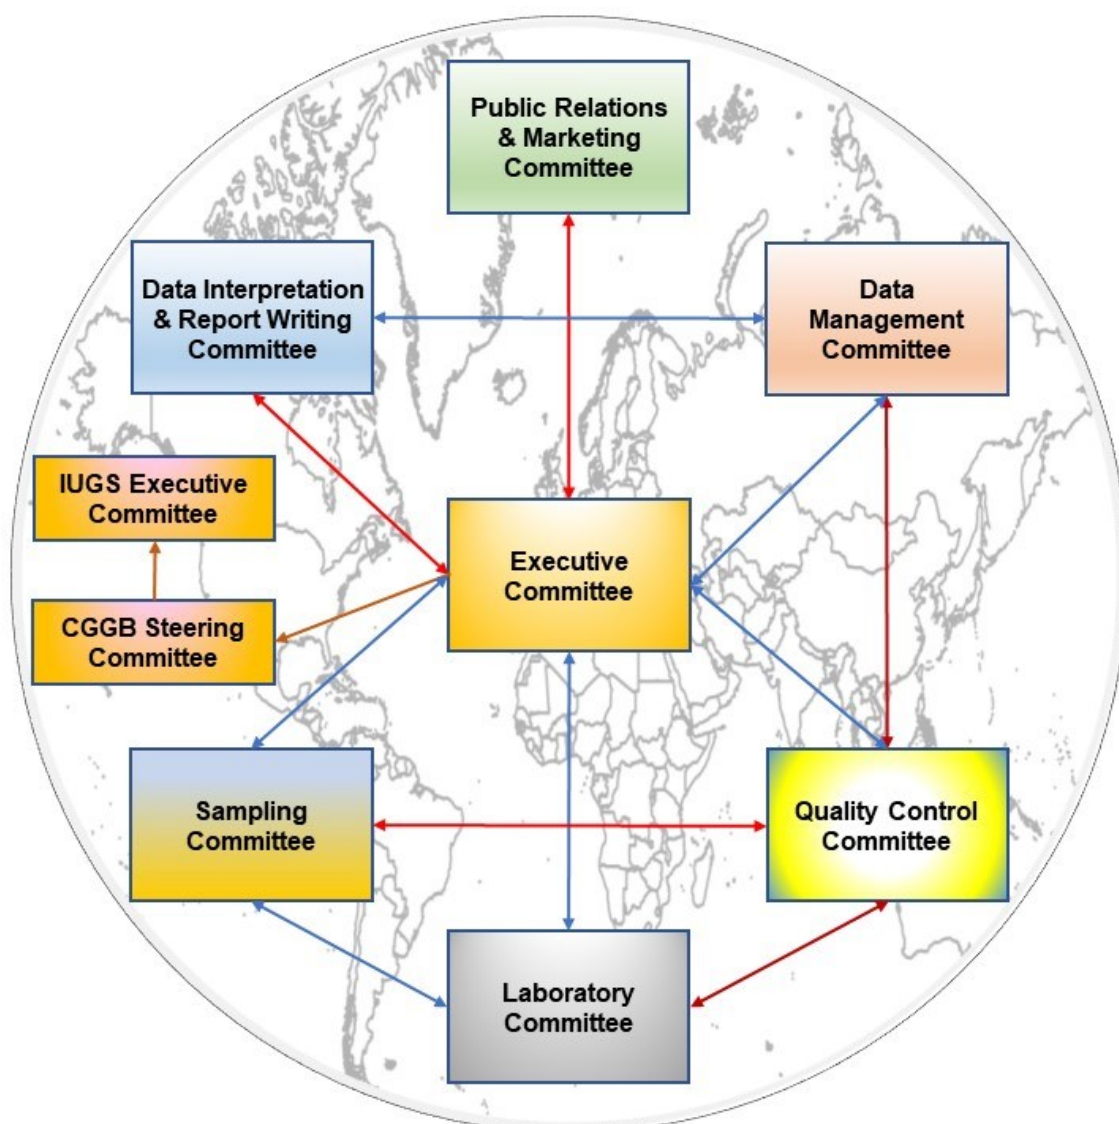 Public Relations
& Marketing
Committee
Data Interpretation
& Report Writing
Committee
Data
Management
Committee
IUGS Executive
Committee
Executive
Committee
CGGB Steering
Committee
Sampling
Committee
Quality Control
Committee
Laboratory
Committee